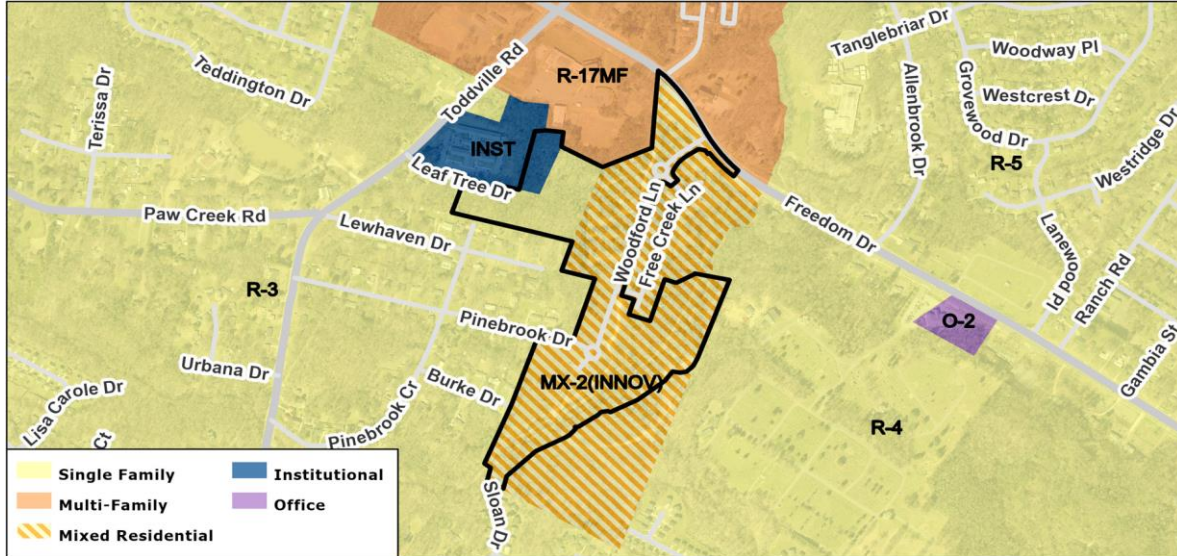 Tanglebriar Dr
Woodway Pl
Teddington Dr
Toddville Rd
R-17MF
Allenbrook Dr
Grovewood Dr
Westcrest Dr
Terissa Dr
INST
R-5
Westridge Dr
Leaf Tree Dr
Paw Creek Rd
Lewhaven Dr
Woodford Ln
Free Creek Ln
Freedom Dr
Lanewood Pl
Ranch Rd
R-3
Pinebrook Dr
O-2
Gambia St
Urbana Dr
MX-2(INNOV)
Burke Dr
Lisa Carole Dr
Pinebrook Cr
R-4
Ct
Sloan Dr
Single Family
Institutional
Multi-Family
Office
Mixed Residential